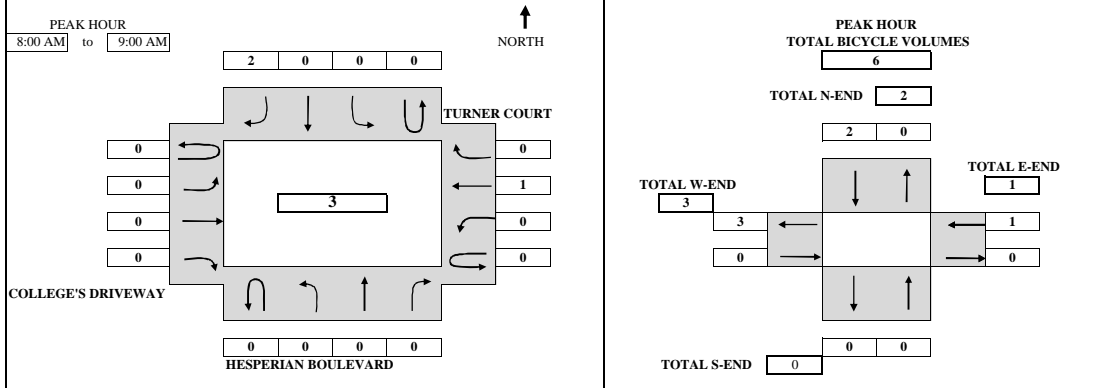 PEAK HOUR
8:00 AM to 9:00 AM
NORTH
2 0 0 0
TURNER COURT
0
0
0
0
3
0
1
0
0
COLLEGE'S DRIVEWAY
0 0 0 0
HESPERIAN BOULEVARD
PEAK HOUR
TOTAL BICYCLE VOLUMES
6
TOTAL N-END 2
2 0
TOTAL E-END
1
TOTAL W-END
3
3
0
1
0
0 0
TOTAL S-END 0